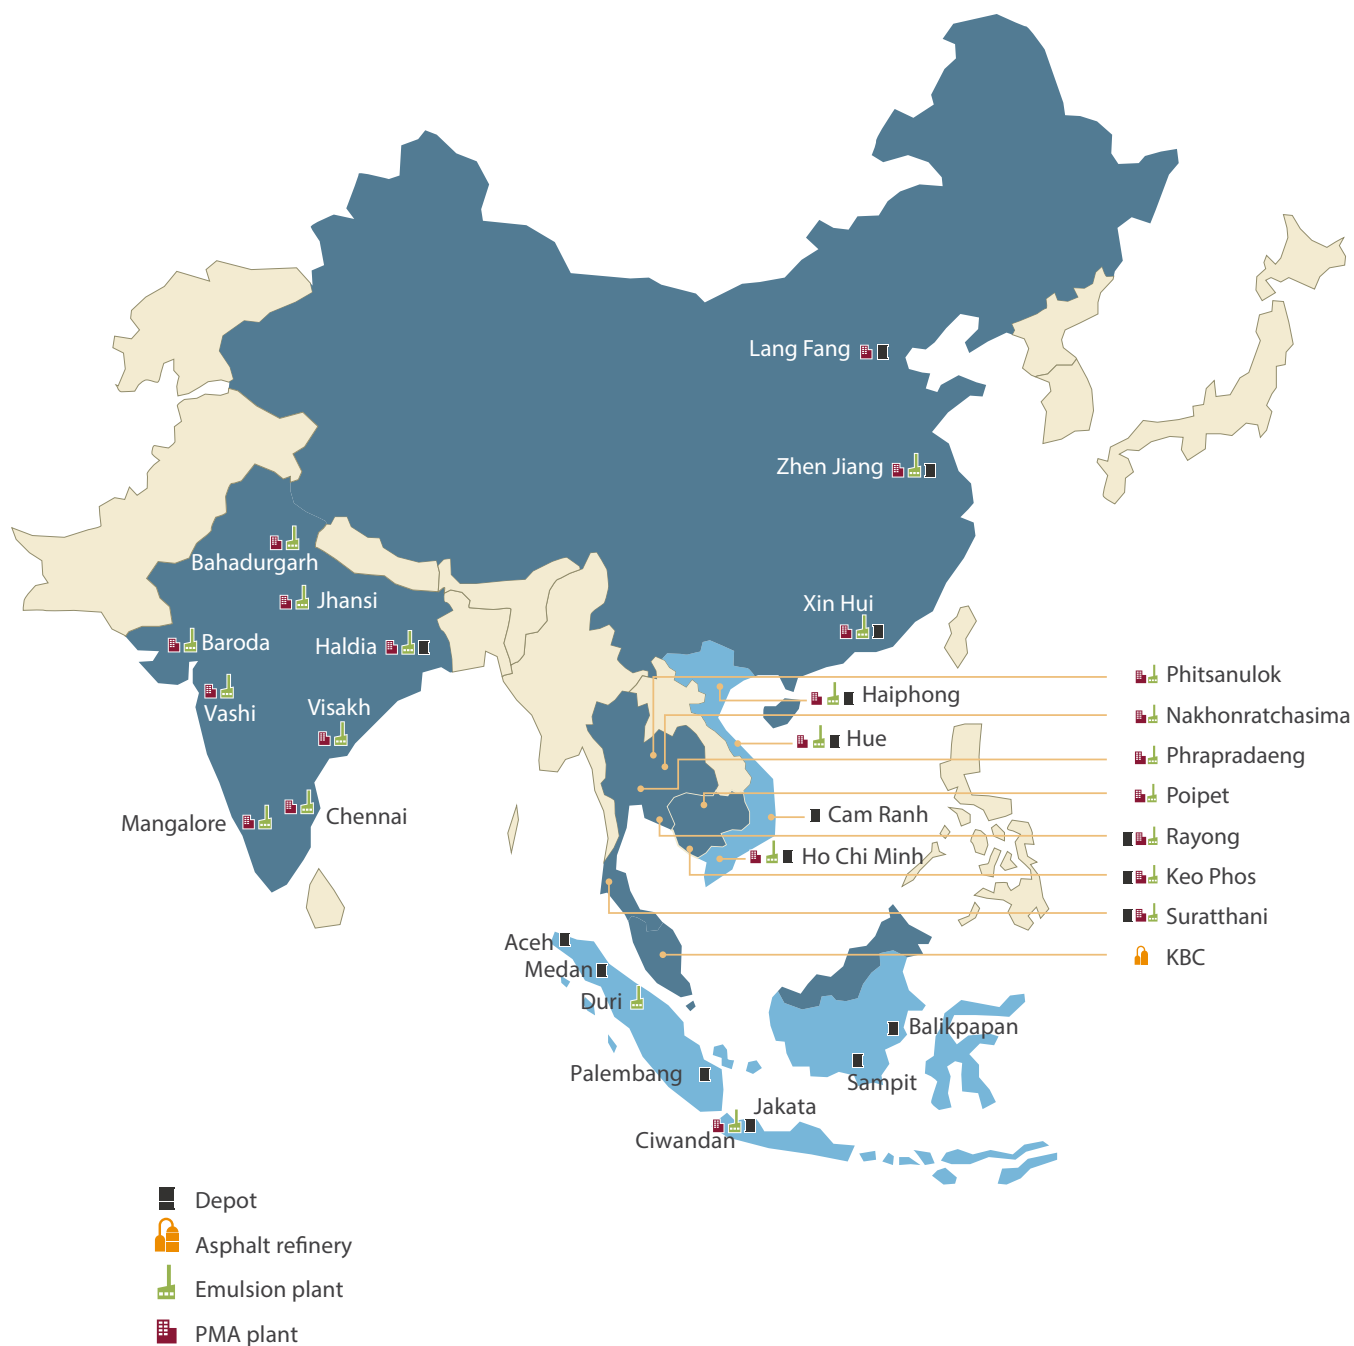 Lang Fang
Zhen Jiang
Bahadurgarh
Jhansi
Xin Hui
Baroda
Haldia
Phitsanulok
Haiphong
Vashi
Visakh
Nakhonratchasima
Hue
Phrapradaeng
Poipet
Mangalore
Chennai
Cam Ranh
Rayong
Ho Chi Minh
Keo Phos
Suratthani
Aceh
KBC
Medan
Duri
Balikpapan
Palembang
Sampit
Jakata
Ciwandan
Depot
Asphalt refinery
Emulsion plant
PMA plant